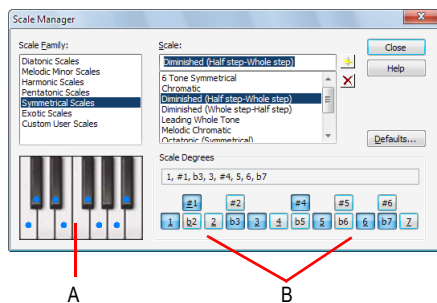 Scale Manager
Scale Family:
Scale:
Diatonic Scales
Melodic Minor Scales
Harmonic Scales
Pentatonic Scales
Symmetrical Scales
Exotic Scales
Custom User Scales
Diminished (Half step-Whole step)
6 Tone Symmetrical
Chromatic
Diminished (Half step-Whole step)
Diminished (Whole step-Half step)
Leading Whole Tone
Melodic Chromatic
Octatonic (Symmetrical)
Close
Help
Defaults...
Scale Degrees
1, #1, b3, 3, #4, 5, 6, b7
#1 #2 #4 #5 #6
1 b2 2 b3 3 4 b5 5 b6 6 b7 7
A B